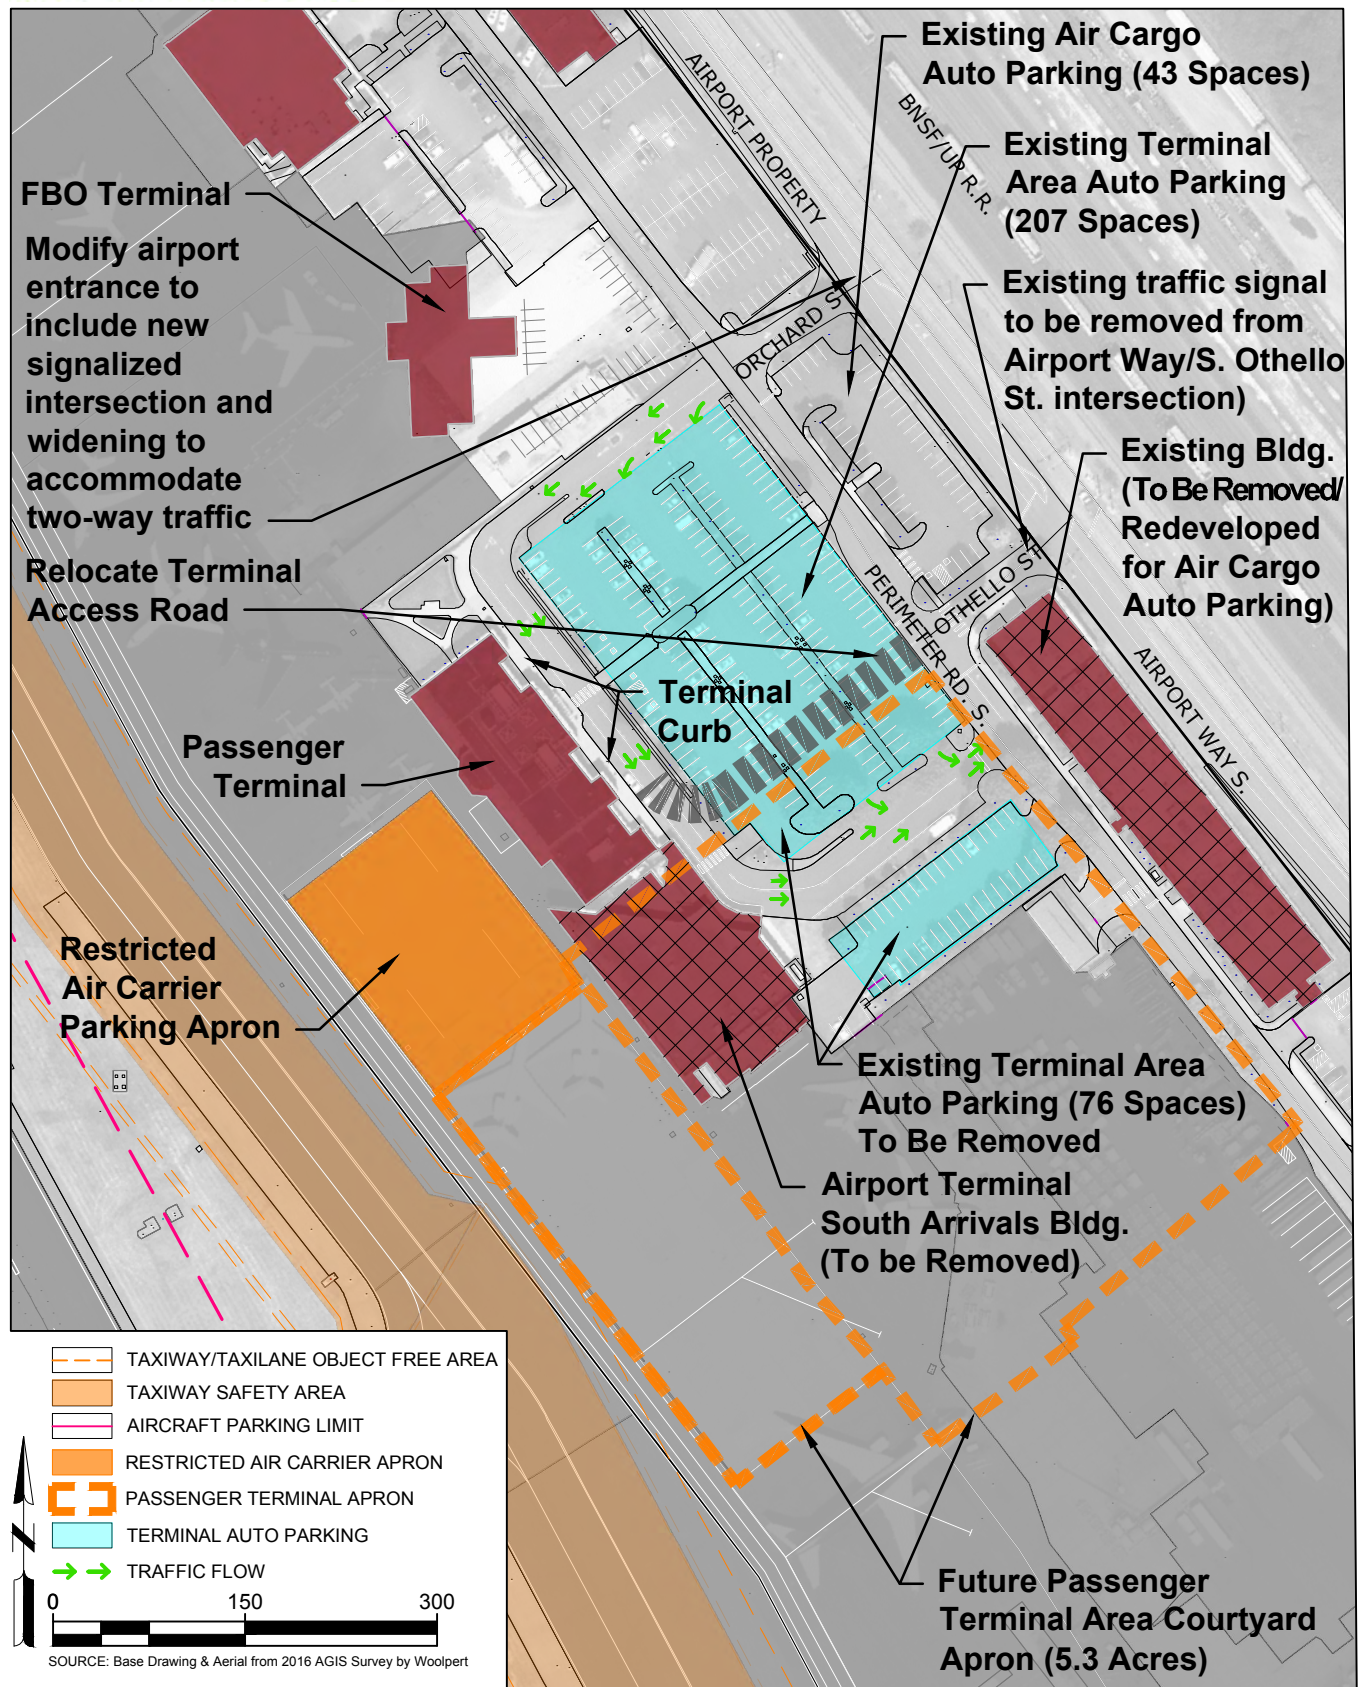 Existing Air Cargo
Auto Parking (43 Spaces)
AIRPORT PROPERTY
BNSF/UP R.R.
Existing Terminal
Area Auto Parking
(207 Spaces)
FBO Terminal
Modify airport
entrance to
include new
signalized
intersection and
widening to
accommodate
two-way traffic
Existing traffic signal
to be removed from
Airport Way/S. Othello
St. intersection)
ORCHARD S
Existing Bldg.
(To Be Removed/
Redeveloped
for Air Cargo
Auto Parking)
Relocate Terminal
Access Road
PERIMETER RD. S.
OTHELLO ST
AIRPORT WAY S.
Terminal
Curb
Passenger
Terminal
Restricted
Air Carrier
Parking Apron
Existing Terminal Area
Auto Parking (76 Spaces)
To Be Removed
Airport Terminal
South Arrivals Bldg.
(To be Removed)
Future Passenger
Terminal Area Courtyard
Apron (5.3 Acres)
TAXIWAY/TAXILANE OBJECT FREE AREA
TAXIWAY SAFETY AREA
AIRCRAFT PARKING LIMIT
RESTRICTED AIR CARRIER APRON
PASSENGER TERMINAL APRON
TERMINAL AUTO PARKING
TRAFFIC FLOW
N
0 150 300
SOURCE: Base Drawing & Aerial from 2016 AGIS Survey by Woolpert